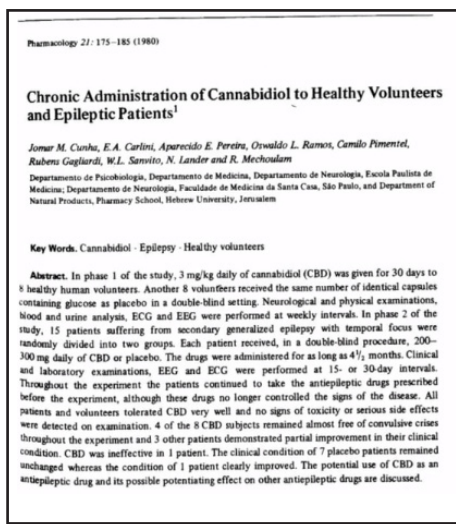 Pharmacology 21: 175–185 (1980)
Chronic Administration of Cannabidiol to Healthy Volunteers
and Epileptic Patients¹
Jomar M. Cunha, E.A. Carlini, Aparecido E. Pereira, Oswaldo L. Ramos, Camilo Pimentel,
Rubens Gagliardi, W.L. Sanvito, N. Lander and R. Mechoulam
Departamento de Psicobiologia, Departamento de Medicina, Departamento de Neurologia, Escola Paulista de
Medicina; Departamento de Neurologia, Faculdade de Medicina da Santa Casa, São Paulo, and Department of
Natural Products, Pharmacy School, Hebrew University, Jerusalem
Key Words. Cannabidiol · Epilepsy · Healthy volunteers
Abstract. In phase 1 of the study, 3 mg/kg daily of cannabidiol (CBD) was given for 30 days to
8 healthy human volunteers. Another 8 volunteers received the same number of identical capsules
containing glucose as placebo in a double-blind setting. Neurological and physical examinations,
blood and urine analysis, ECG and EEG were performed at weekly intervals. In phase 2 of the
study, 15 patients suffering from secondary generalized epilepsy with temporal focus were
randomly divided into two groups. Each patient received, in a double-blind procedure, 200–
300 mg daily of CBD or placebo. The drugs were administered for as long as 4½ months. Clinical
and laboratory examinations, EEG and ECG were performed at 15- or 30-day intervals.
Throughout the experiment the patients continued to take the antiepileptic drugs prescribed
before the experiment, although these drugs no longer controlled the signs of the disease. All
patients and volunteers tolerated CBD very well and no signs of toxicity or serious side effects
were detected on examination. 4 of the 8 CBD subjects remained almost free of convulsive crises
throughout the experiment and 3 other patients demonstrated partial improvement in their clinical
condition. CBD was ineffective in 1 patient. The clinical condition of 7 placebo patients remained
unchanged whereas the condition of 1 patient clearly improved. The potential use of CBD as an
antiepileptic drug and its possible potentiating effect on other antiepileptic drugs are discussed.